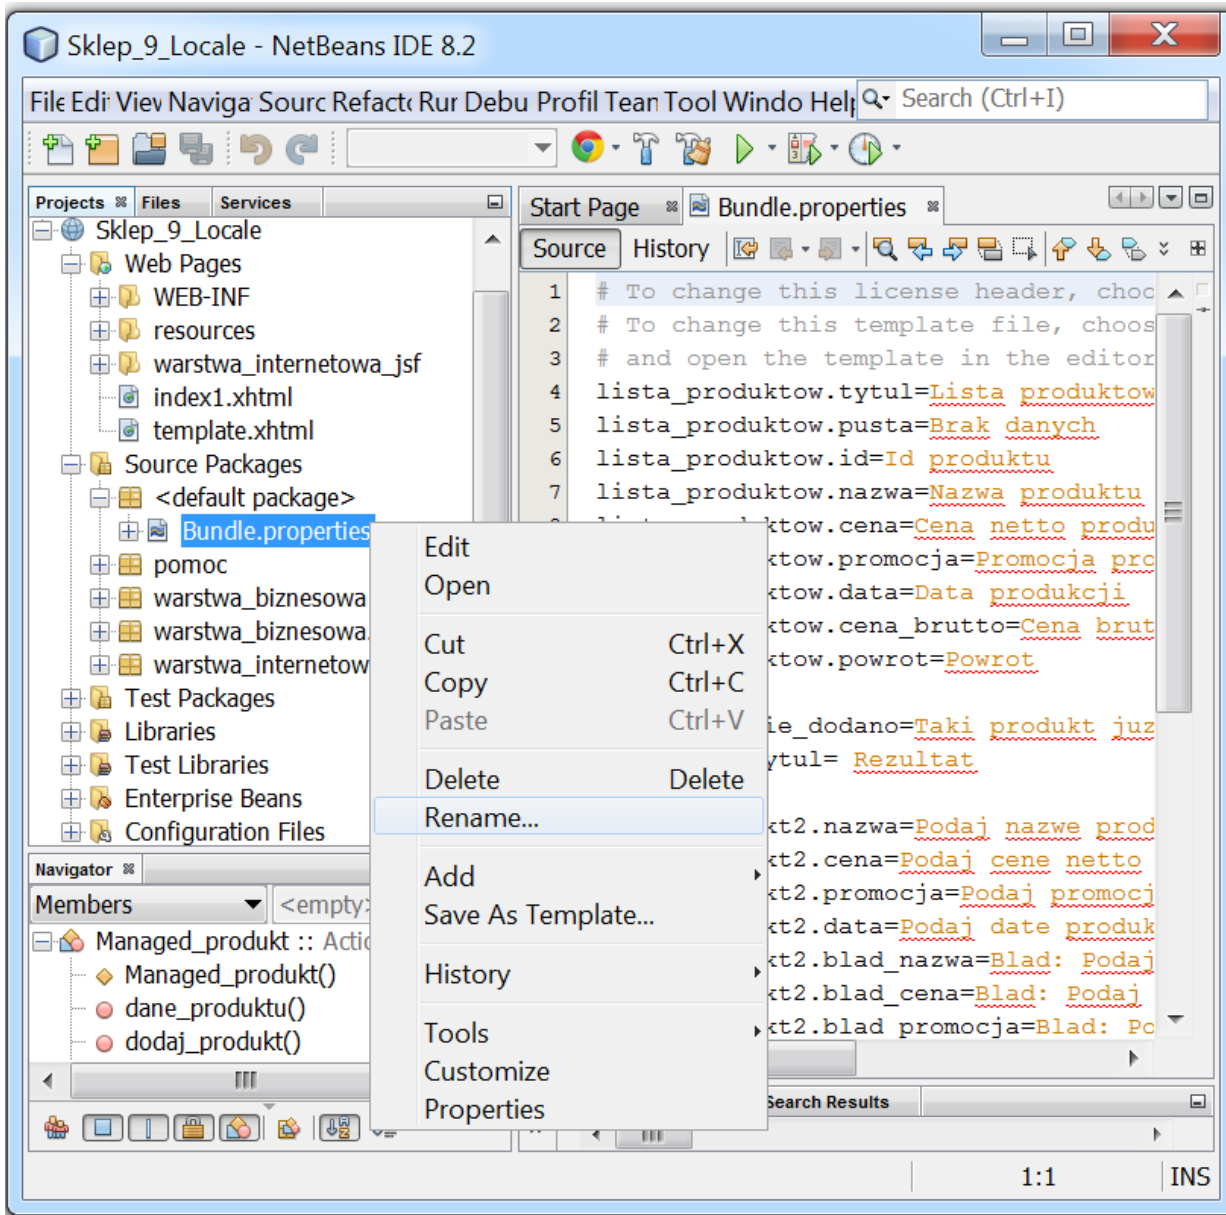 Sklep_9_Locale - NetBeans IDE 8.2
File Edi View Naviga Sourc Refacto Rur Debu Profil Tear Tool Windo Help Search (Ctrl+I)
Projects Files Services
Start Page Bundle.properties
Source History
Sklep_9_Locale
Web Pages
WEB-INF
resources
warstwa_internetowa_jsf
index1.xhtml
template.xhtml
Source Packages
<default package>
Bundle.properties
pomoc
warstwa_biznesowa
warstwa_biznesowa.
warstwa_internetow
Test Packages
Libraries
Test Libraries
Enterprise Beans
Configuration Files
1 # To change this license header, choo
2 # To change this template file, choos
3 # and open the template in the editor
4 lista_produktow.tytul=Lista produktow
5 lista_produktow.pusta=Brak danych
6 lista_produktow.id=Id produktu
7 lista_produktow.nazwa=Nazwa produktu
ktow.cena=Cena netto produ
ktow.promocja=Promocja pro
ktow.data=Data produkcji
ktow.cena_brutto=Cena brut
ktow.powrot=Powrot
ie_dodano=Taki produkt juz
ytul= Rezultat
kt2.nazwa=Podaj nazwe prod
kt2.cena=Podaj cene netto
kt2.promocja=Podaj promocj
kt2.data=Podaj date produk
kt2.blad_nazwa=Blad: Podaj
kt2.blad_cena=Blad: Podaj
kt2.blad promocja=Blad: Po
Edit
Open
Cut Ctrl+X
Copy Ctrl+C
Paste Ctrl+V
Delete Delete
Rename...
Add
Save As Template...
History
Tools
Customize
Properties
Navigator
Members <empty>
Managed_produkt :: Actio
Managed_produkt()
dane_produktu()
dodaj_produkt()
Search Results
1:1 INS